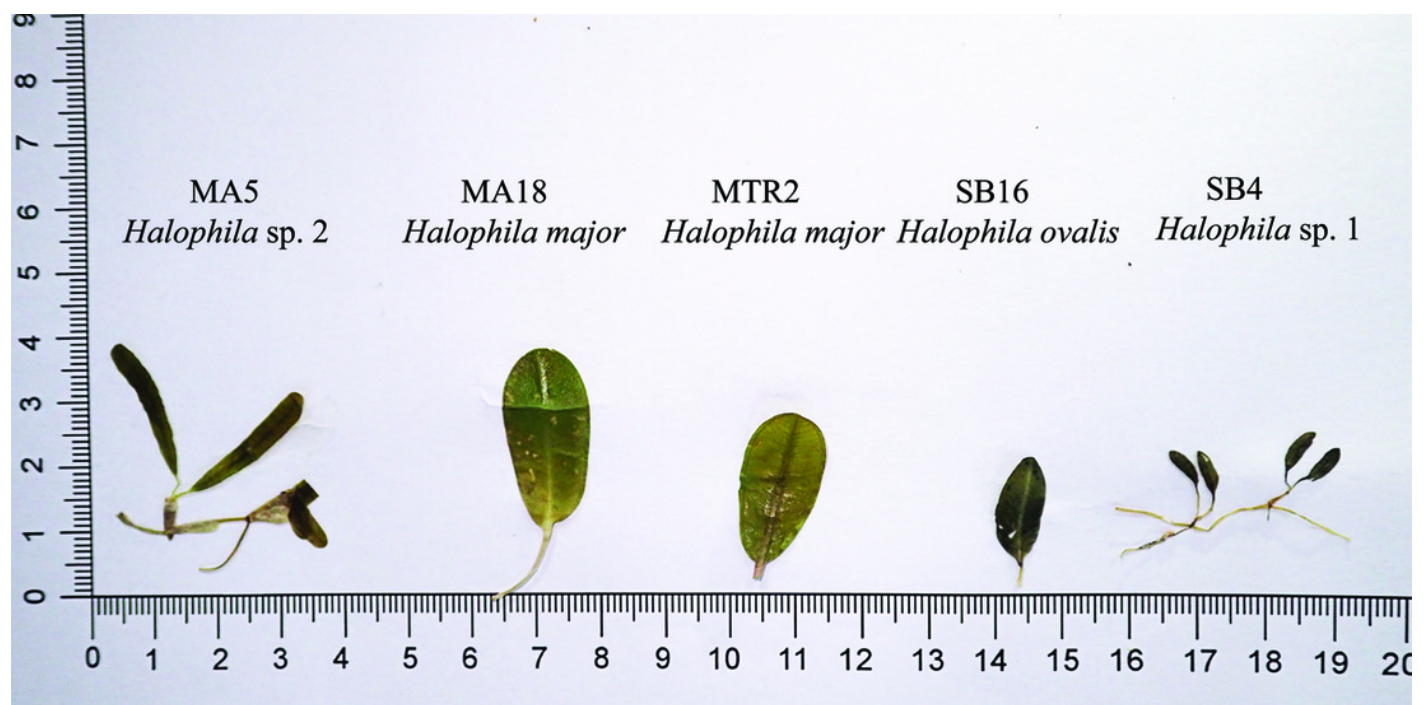 MA5
Halophila sp. 2
MA18
Halophila major
MTR2
Halophila major
SB16
Halophila ovalis
SB4
Halophila sp. 1
9
8
7
6
5
4
3
2
1
0
0 1 2 3 4 5 6 7 8 9 10 11 12 13 14 15 16 17 18 19 20